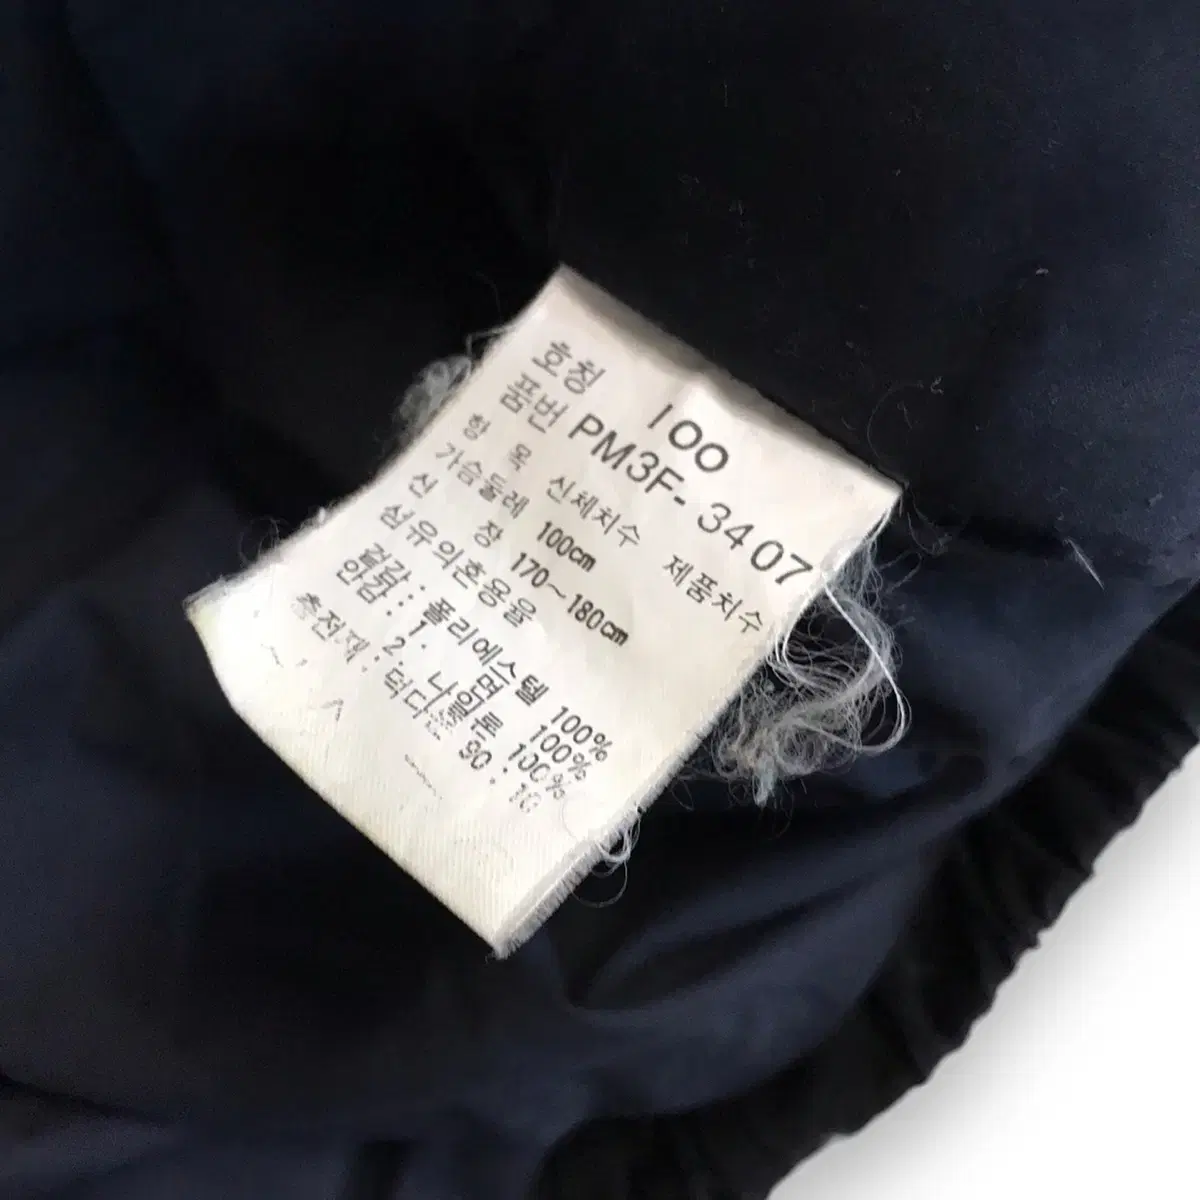 호칭 100
품번 PM3F-3407
항 목 신체치수 제품치수
가슴둘레 100cm
신 장 170~180cm
섬유의혼용율
겉감 : 폴리에스텔 100%
안감 : 1. 면 100%
2. 나일론 100%
충전재 : 덕다운 90 : 10